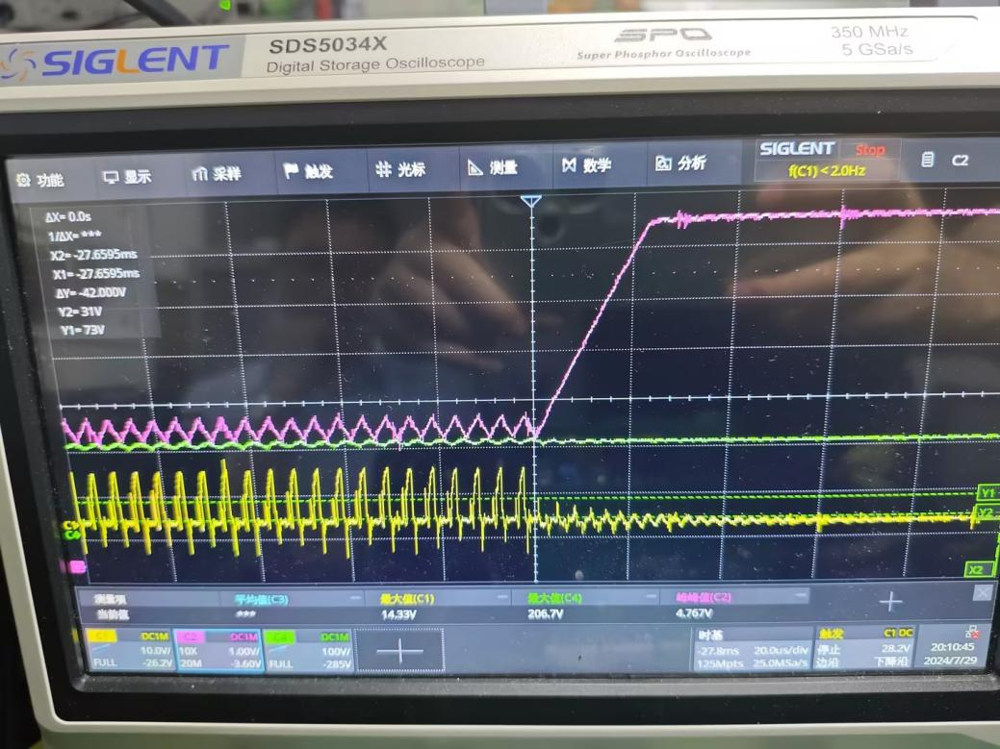 SIGLENT
SDS5034X
Digital Storage Oscilloscope
SPO
Super Phosphor Oscilloscope
350 MHz
5 GSa/s
功能
显示
采样
触发
光标
测量
数学
分析
SIGLENT
Stop
f(C1) < 2.0Hz
C2
ΔX= 0.0s
1/ΔX= ***
X2= -27.6595ms
X1= -27.6595ms
ΔY= -42.000V
Y2= 31V
Y1= 73V
Y1
Y2
X2
测量项
平均值(C3)
最大值(C1)
最大值(C4)
峰峰值(C2)
当前值
***
14.33V
206.7V
4.767V
C1 DC1M
10.0V/
FULL -26.2V
C2 DC1M
10X 1.00V/
20M -3.60V
C4 DC1M
100V/
FULL -285V
时基
-27.8ms 20.0us/div
125Mpts 25.0MSa/s
触发 C1 DC
停止 28.2V
边沿 下降沿
20:10:45
2024/7/29